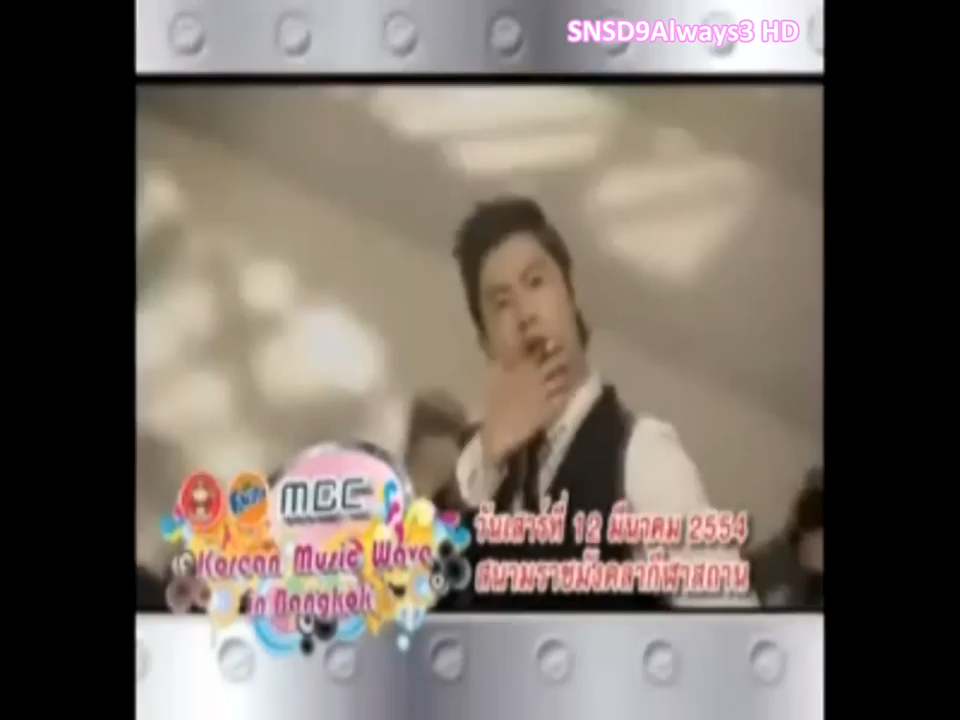 SNSD9Always3 HD
MBC
Korean Music Wave
in Bangkok
วันเสาร์ที่ 12 มีนาคม 2554
สนามราชมังคลากีฬาสถาน